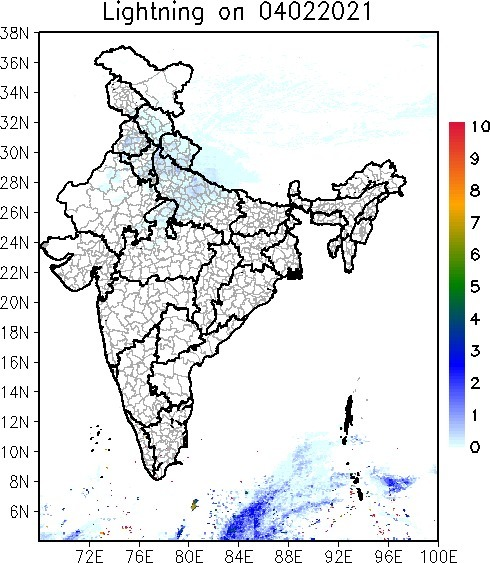 Lightning on 04022021
38N
36N
34N
32N
30N
28N
26N
24N
22N
20N
18N
16N
14N
12N
10N
8N
6N
72E 76E 80E 84E 88E 92E 96E 100E
10
9
8
7
6
5
4
3
2
1
0